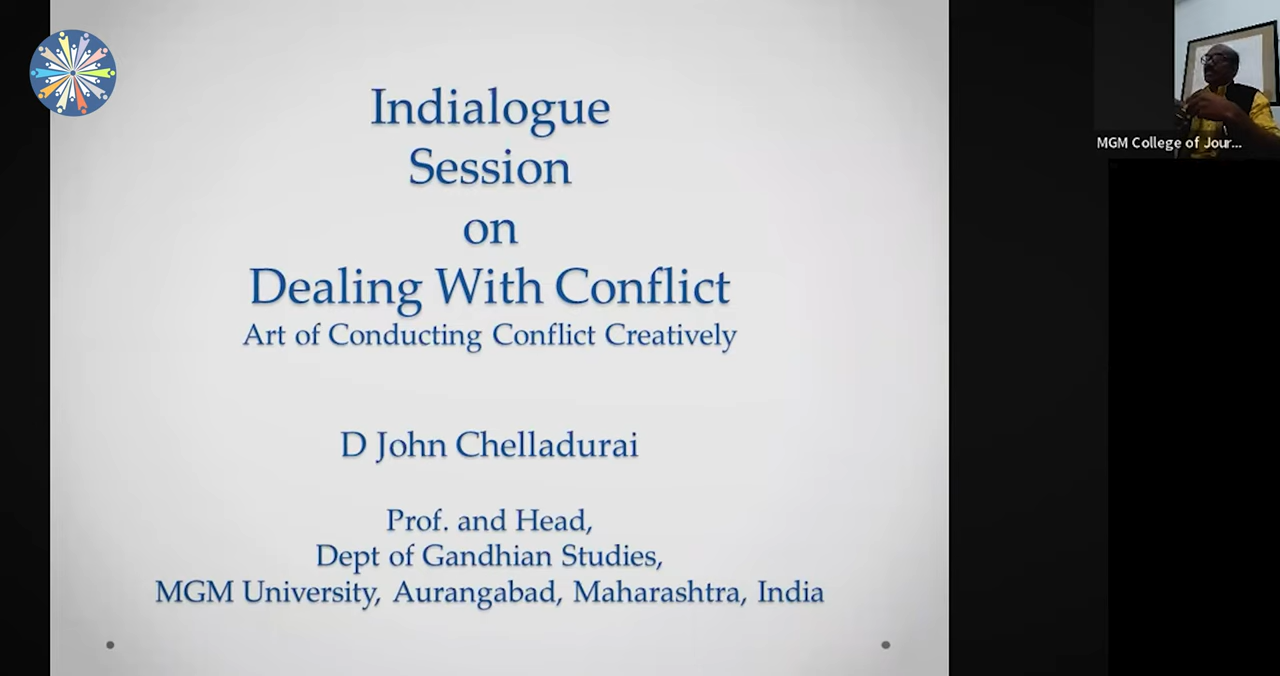 Indialogue
Session
on
Dealing With Conflict
Art of Conducting Conflict Creatively
D John Chelladurai
Prof. and Head,
Dept of Gandhian Studies,
MGM University, Aurangabad, Maharashtra, India
MGM College of Jour...